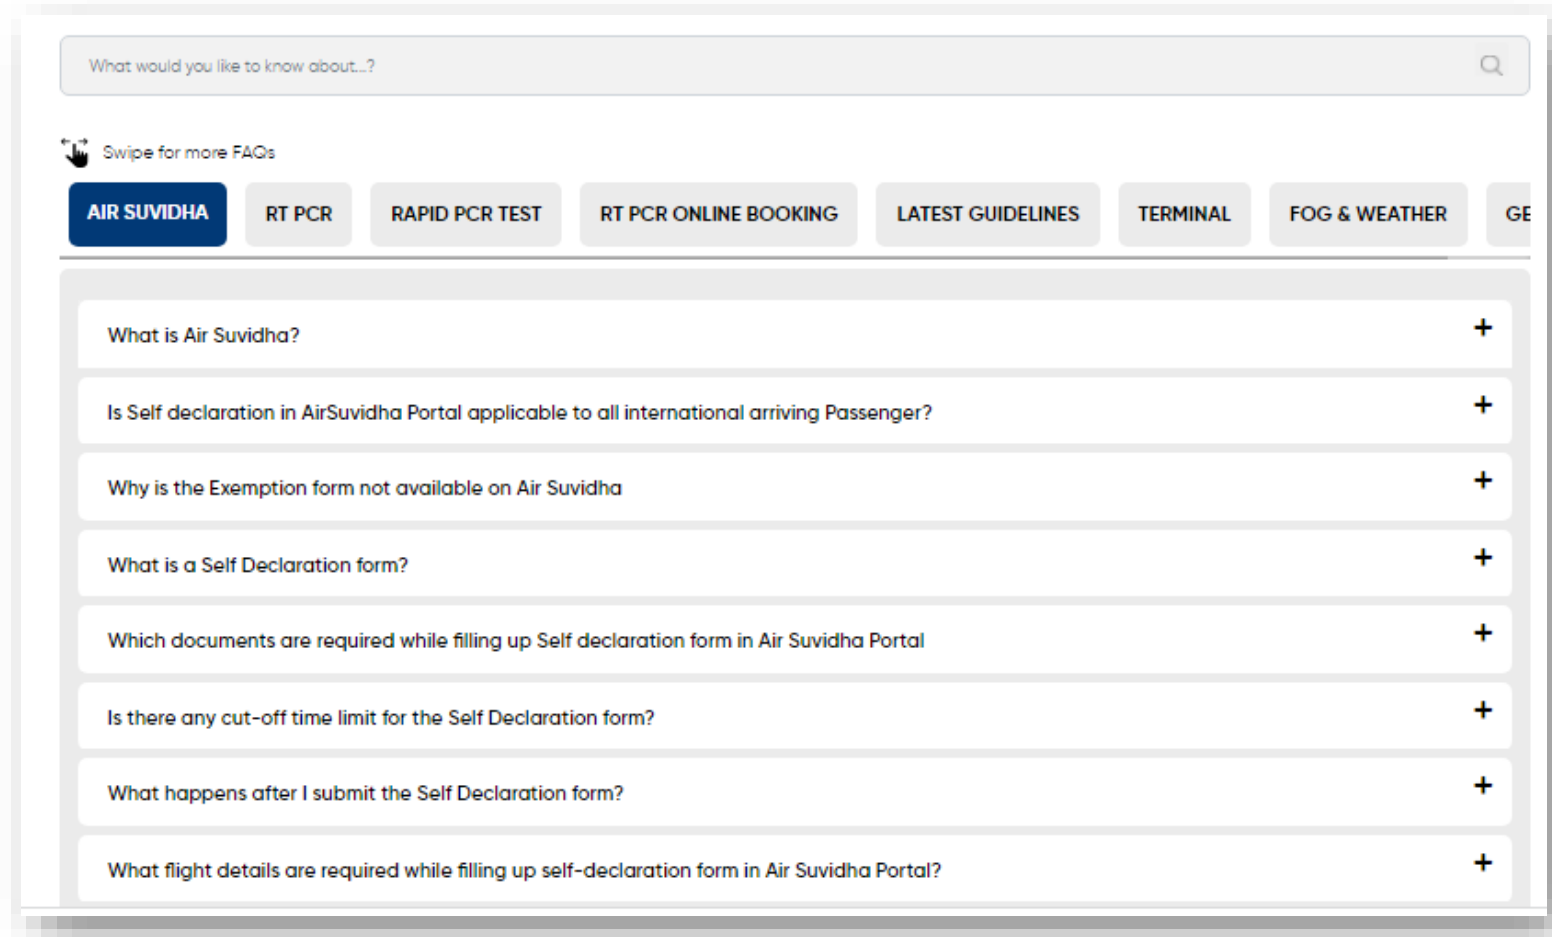 What would you like to know about...?
Swipe for more FAQs
AIR SUVIDHA RT PCR RAPID PCR TEST RT PCR ONLINE BOOKING LATEST GUIDELINES TERMINAL FOG & WEATHER GE
What is Air Suvidha?
Is Self declaration in AirSuvidha Portal applicable to all international arriving Passenger?
Why is the Exemption form not available on Air Suvidha
What is a Self Declaration form?
Which documents are required while filling up Self declaration form in Air Suvidha Portal
Is there any cut-off time limit for the Self Declaration form?
What happens after I submit the Self Declaration form?
What flight details are required while filling up self-declaration form in Air Suvidha Portal?